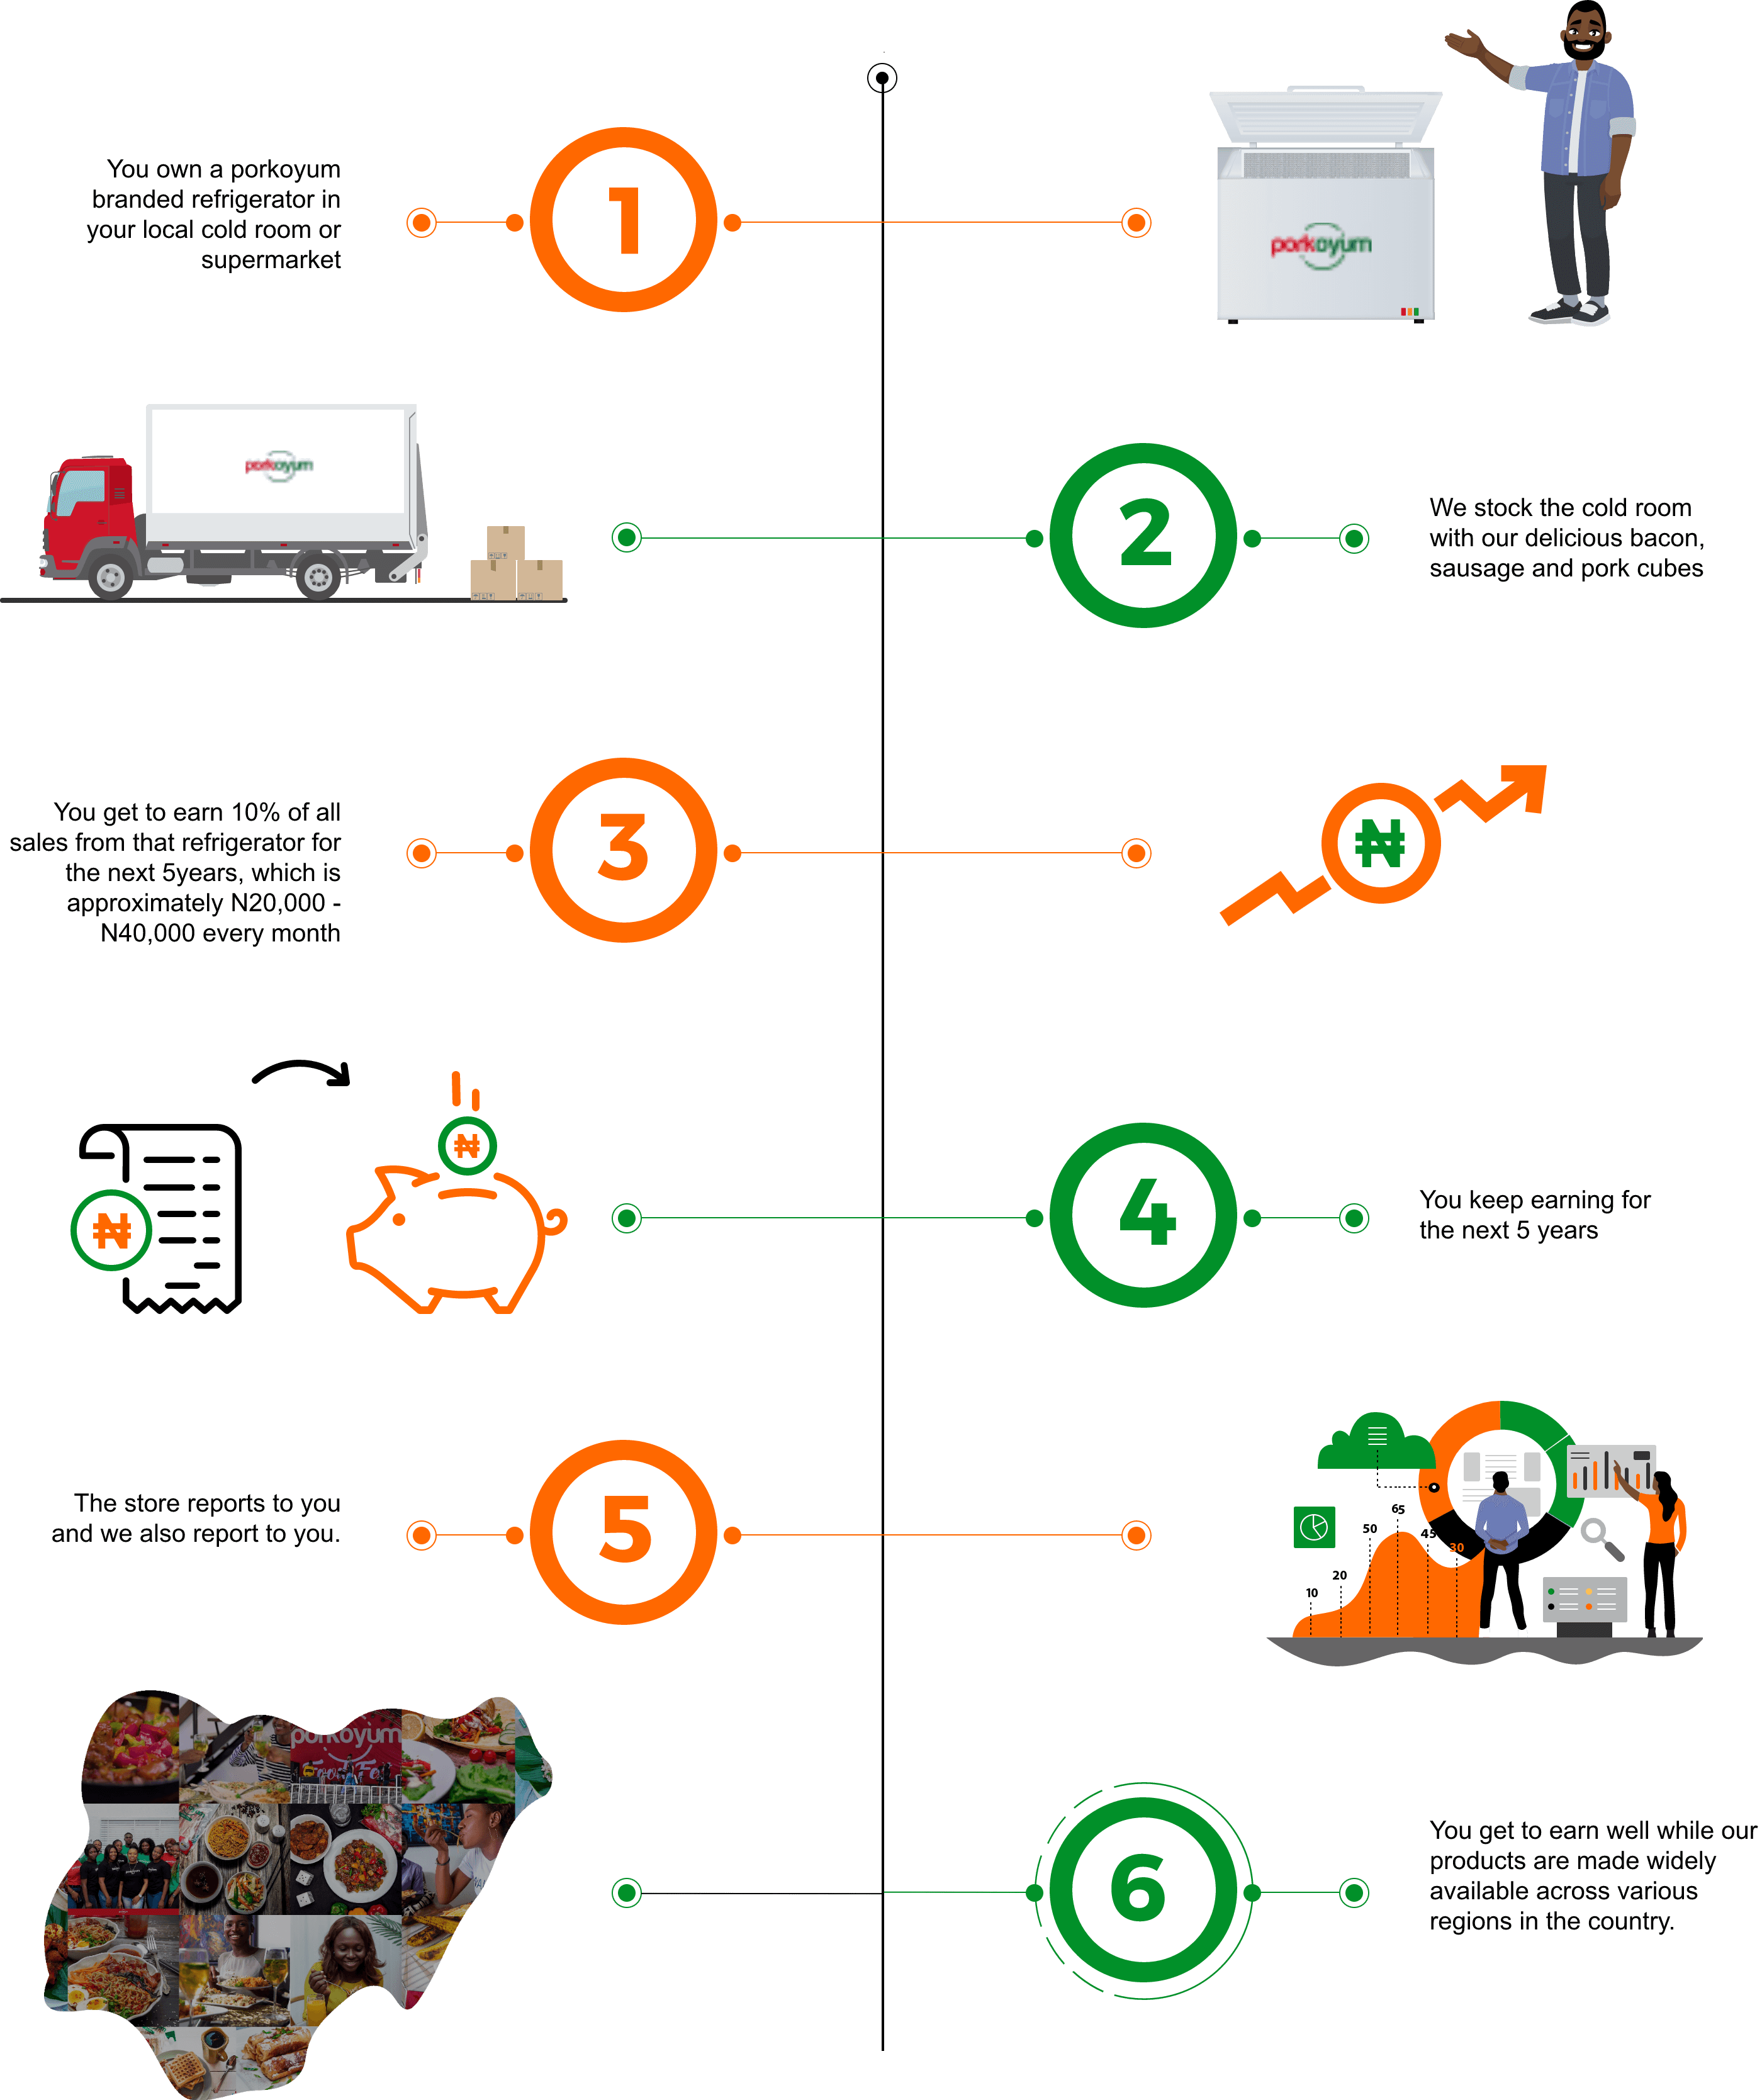 You own a porkoyum
branded refrigerator in
your local cold room or
supermarket
1
porkoyum
porkoyum
2
We stock the cold room
with our delicious bacon,
sausage and pork cubes
You get to earn 10% of all
sales from that refrigerator for
the next 5years, which is
approximately N20,000 -
N40,000 every month
3
₦
₦
₦
4
You keep earning for
the next 5 years
The store reports to you
and we also report to you.
5
10
20
50
65
45
30
porkoyum
6
You get to earn well while our
products are made widely
available across various
regions in the country.